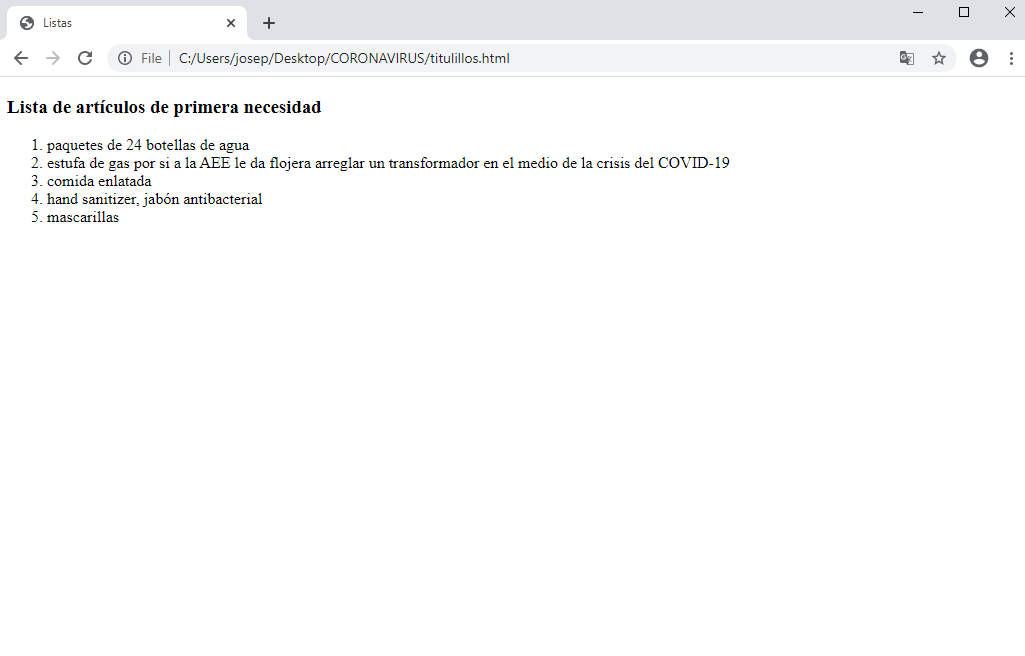 Listas
File
C:/Users/josep/Desktop/CORONAVIRUS/titulillos.html
Lista de artículos de primera necesidad
1. paquetes de 24 botellas de agua
2. estufa de gas por si a la AEE le da flojera arreglar un transformador en el medio de la crisis del COVID-19
3. comida enlatada
4. hand sanitizer, jabón antibacterial
5. mascarillas